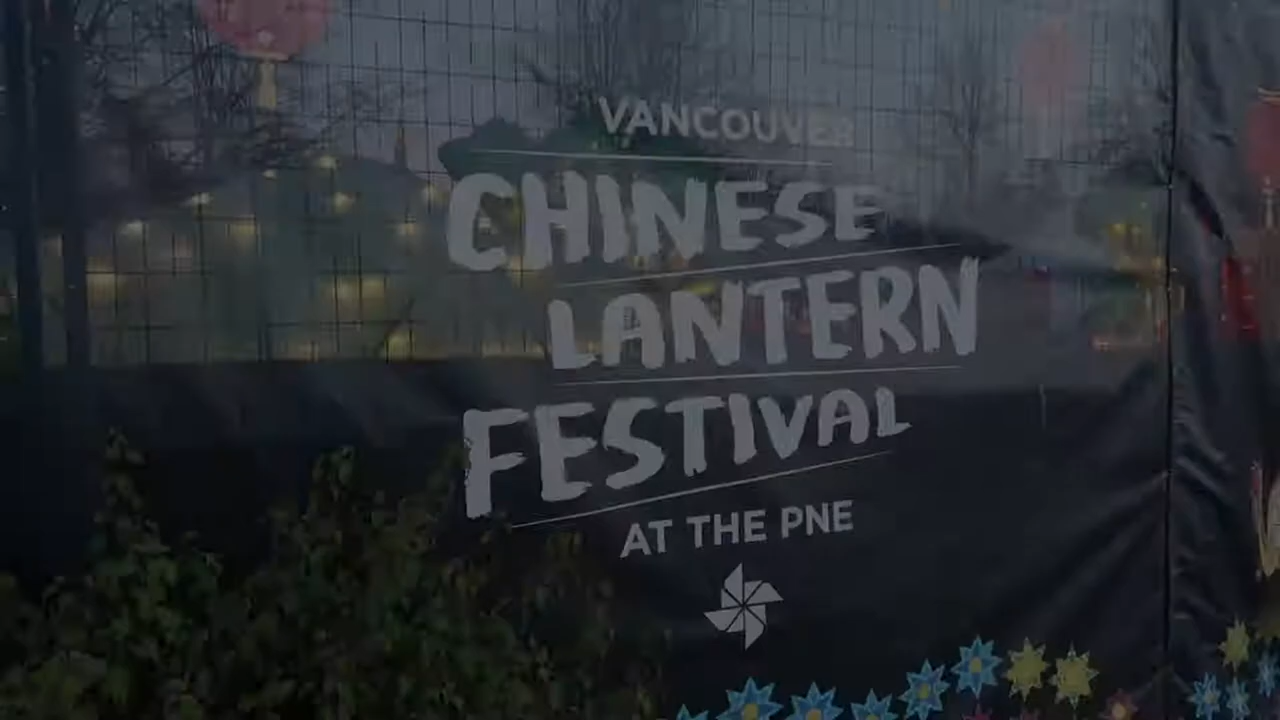 VANCOUVER
CHINESE
LANTERN
FESTIVAL
AT THE PNE